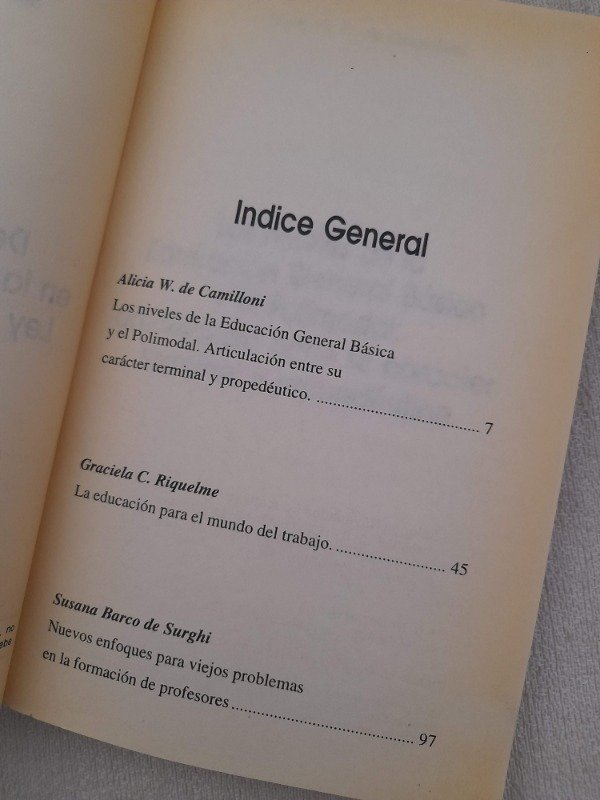 Indice General
Alicia W. de Camilloni
Los niveles de la Educación General Básica
y el Polimodal. Articulación entre su
carácter terminal y propedéutico. ........................................ 7
Graciela C. Riquelme
La educación para el mundo del trabajo. ........................... 45
Susana Barco de Surghi
Nuevos enfoques para viejos problemas
en la formación de profesores ............................................. 97
, no